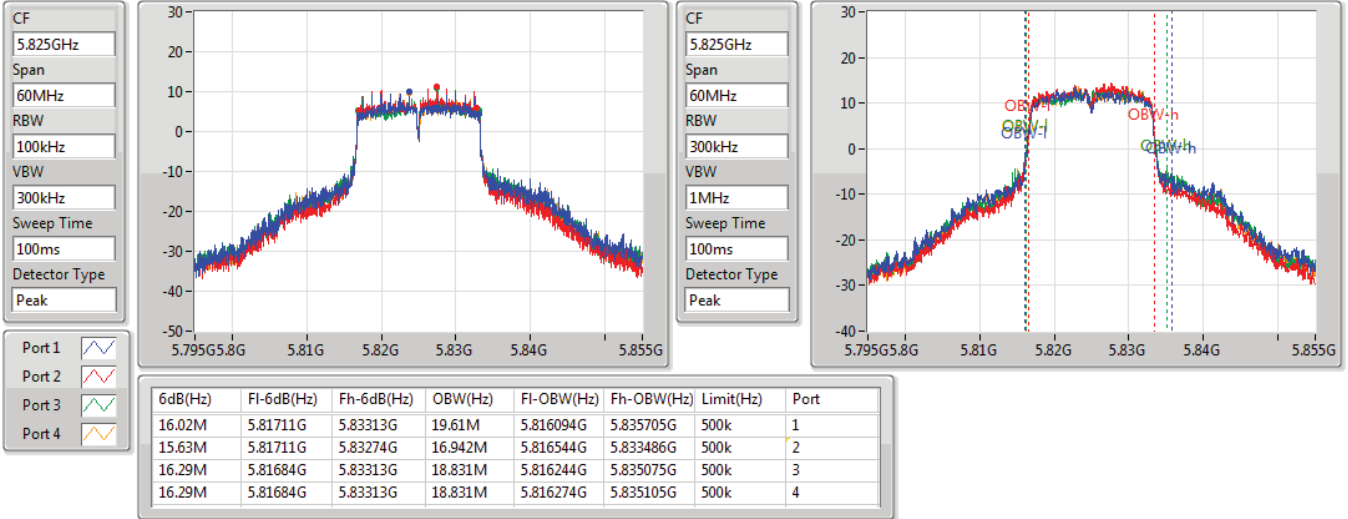 CF
5.825GHz
Span
60MHz
RBW
100kHz
VBW
300kHz
Sweep Time
100ms
Detector Type
Peak
30
20
10
0
-10
-20
-30
-40
-50
5.795G 5.8G 5.81G 5.82G 5.83G 5.84G 5.855G
CF
5.825GHz
Span
60MHz
RBW
300kHz
VBW
1MHz
Sweep Time
100ms
Detector Type
Peak
30
20
10
0
-10
-20
-30
-40
OBW-l
OBW-h
OBW-l
OBW-l
OBW-h
OBW-h
5.795G 5.8G 5.81G 5.82G 5.83G 5.84G 5.855G
Port 1
Port 2
Port 3
Port 4
6dB(Hz) Fl-6dB(Hz) Fh-6dB(Hz) OBW(Hz) Fl-OBW(Hz) Fh-OBW(Hz) Limit(Hz) Port
16.02M 5.81711G 5.83313G 19.61M 5.816094G 5.835705G 500k 1
15.63M 5.81711G 5.83274G 16.942M 5.816544G 5.833486G 500k 2
16.29M 5.81684G 5.83313G 18.831M 5.816244G 5.835075G 500k 3
16.29M 5.81684G 5.83313G 18.831M 5.816274G 5.835105G 500k 4